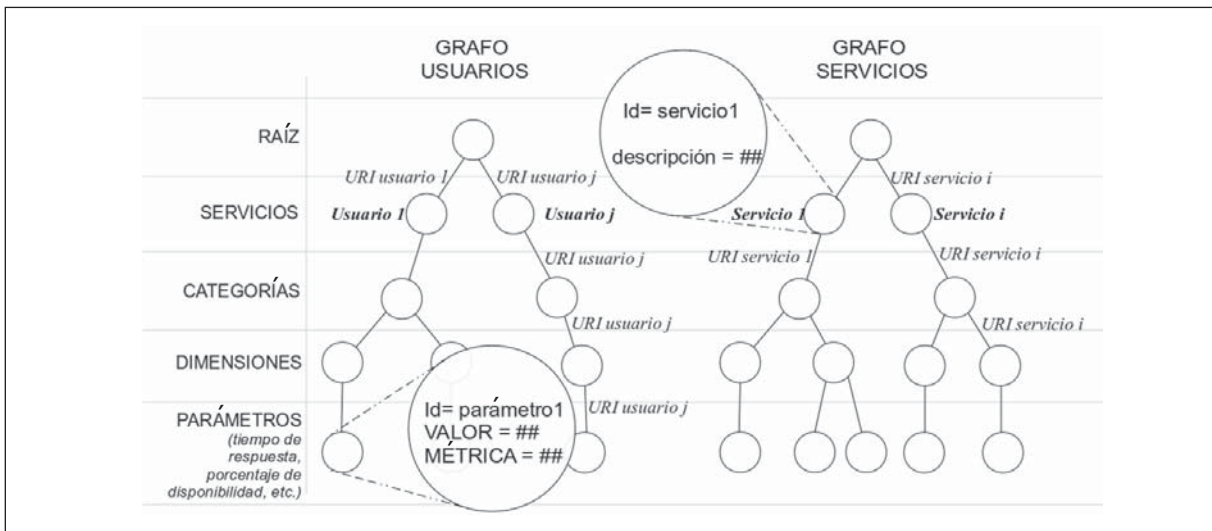 GRAFO
USUARIOS
GRAFO
SERVICIOS
Id= servicio1
descripción = ##
RAÍZ
URI usuario 1
URI usuario j
URI servicio i
SERVICIOS
Usuario 1
Usuario j
Servicio 1
Servicio i
URI usuario j
URI servicio 1
URI servicio i
CATEGORÍAS
URI usuario j
URI servicio i
DIMENSIONES
PARÁMETROS
(tiempo de
respuesta,
porcentaje de
disponibilidad, etc.)
Id= parámetro1
VALOR = ##
MÉTRICA = ##
URI usuario j